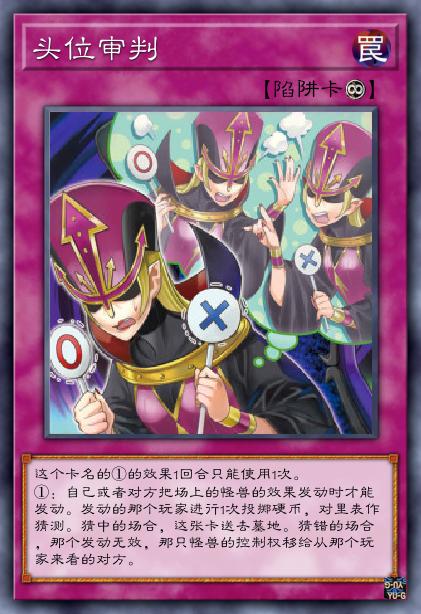 头位审判
罠
【陷阱卡♾】
这个卡名的①的效果1回合只能使用1次。
①：自己或者对方把场上的怪兽的效果发动时才能
发动。发动的那个玩家进行1次投掷硬币，对里表作
猜测。猜中的场合，这张卡送去墓地。猜错的场合
，那个发动无效，那只怪兽的控制权移给从那个玩
家来看的对方。